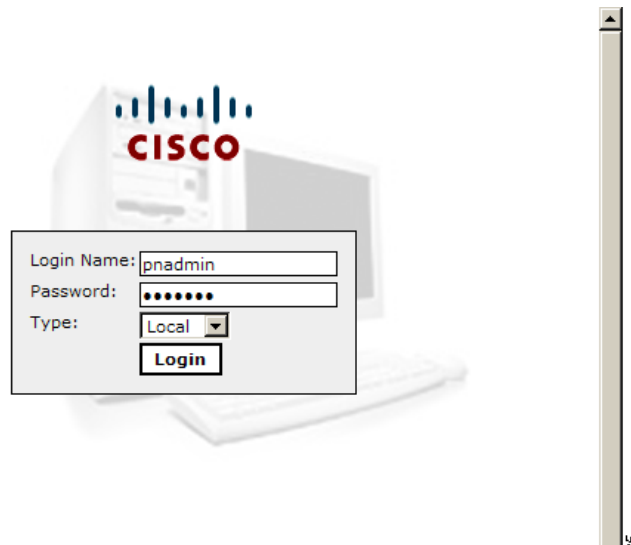 CISCO
Login Name: pnadmin
Password: •••••••
Type: Local
Login